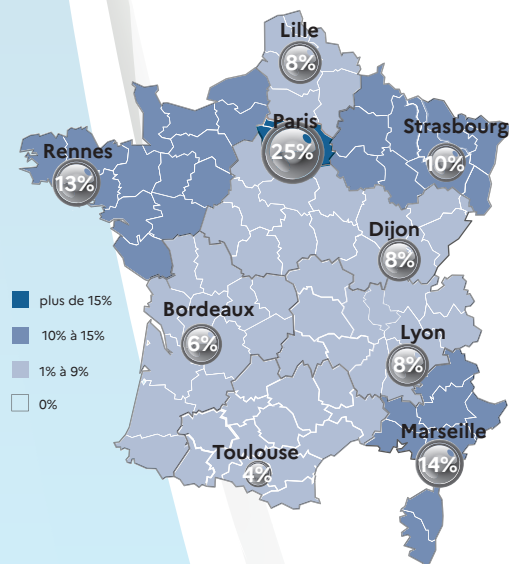 Lille
8%
Paris
25%
Strasbourg
10%
Rennes
13%
Dijon
8%
plus de 15%
10% à 15%
1% à 9%
0%
Bordeaux
6%
Lyon
8%
Marseille
14%
Toulouse
4%